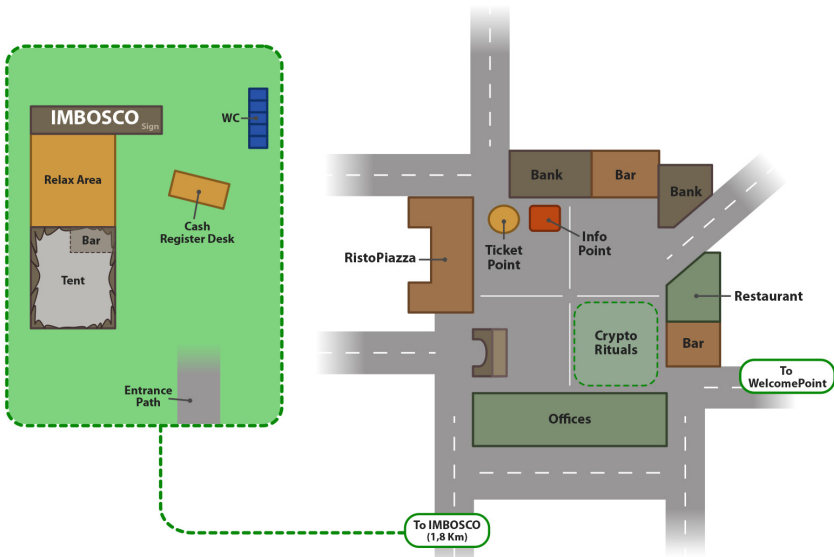 IMBOSCO
Sign
WC
Relax Area
Cash
Register Desk
Bar
Tent
Entrance
Path
Bank
Bar
Bank
RistoPiazza
Ticket
Point
Info
Point
Restaurant
Crypto
Rituals
Bar
To
WelcomePoint
Offices
To IMBOSCO
(1,8 Km)